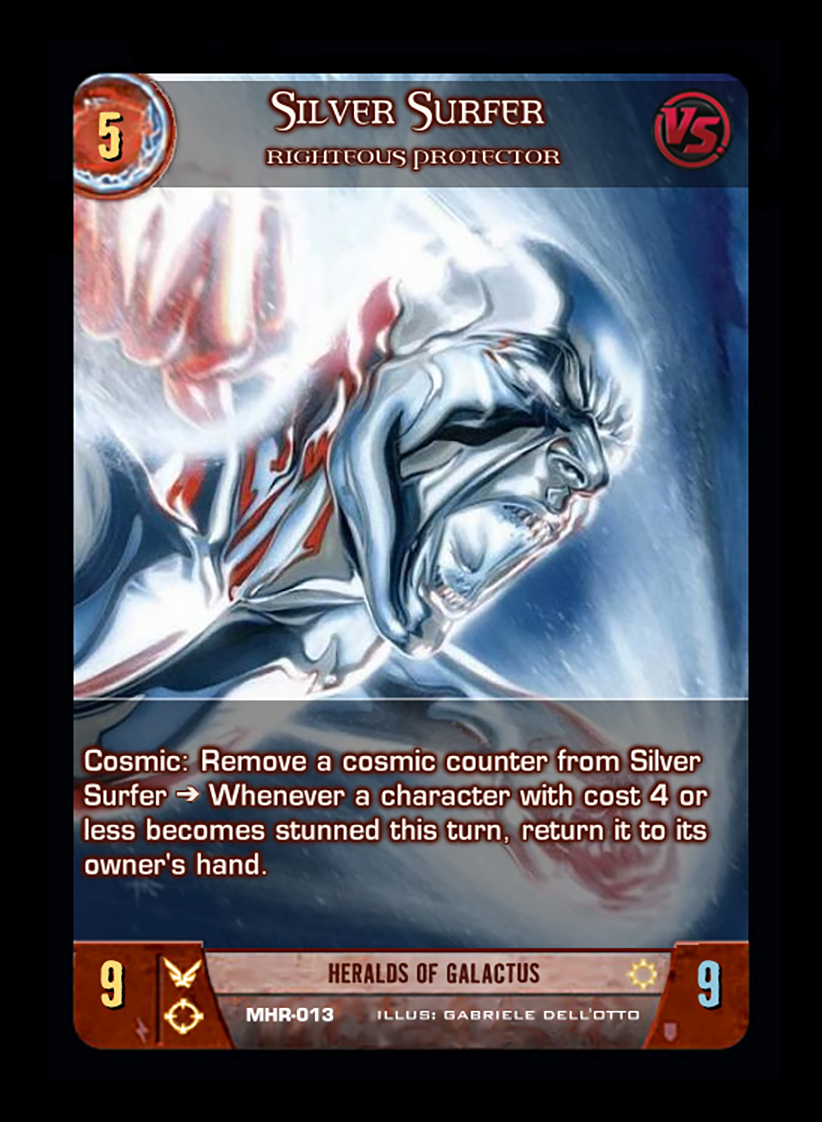 5
Silver Surfer
Righteous Protector
VS.
Cosmic: Remove a cosmic counter from Silver
Surfer ➔ Whenever a character with cost 4 or
less becomes stunned this turn, return it to its
owner's hand.
9
HERALDS OF GALACTUS
9
MHR-013 ILLUS: GABRIELE DELL'OTTO